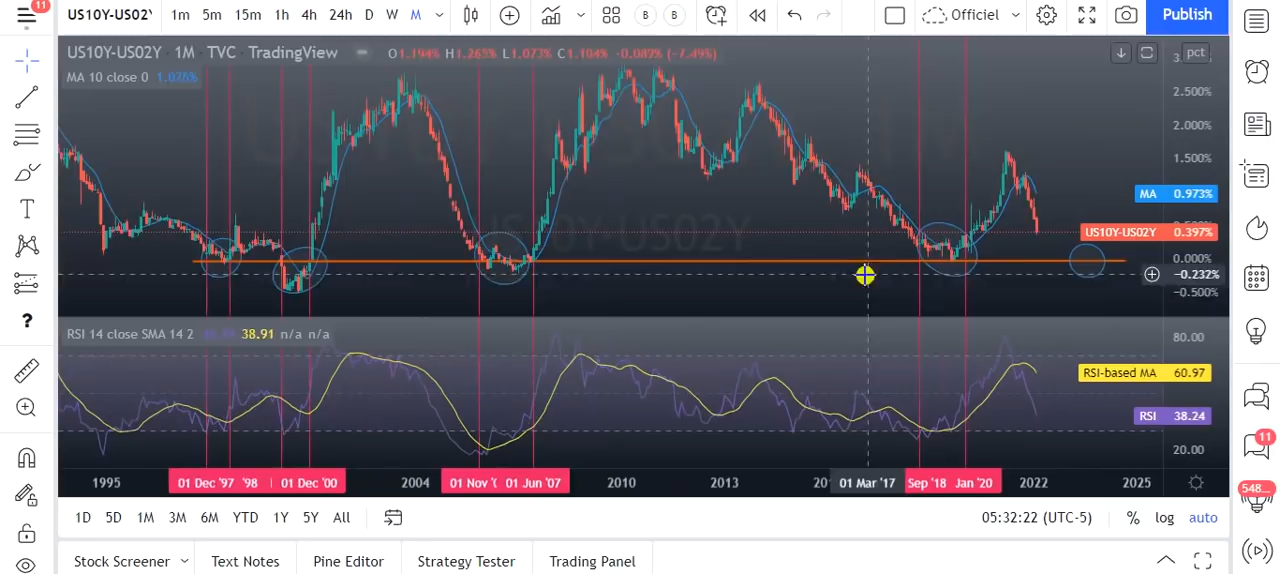 11
US10Y-US02Y 1m 5m 15m 1h 4h 24h D W M B B Officiel Publish
US10Y-US02Y 1M TVC TradingView O1.194% H1.265% L1.073% C1.104% -0.089% (-7.49%) pct
MA 10 close 0 1.026%
2.500%
2.000%
1.500%
MA 0.973%
US10Y-US02Y 0.397%
0.000%
-0.232%
-0.500%
RSI 14 close SMA 14 2 38.91 n/a n/a
80.00
RSI-based MA 60.97
RSI 38.24
20.00
1995 01 Dec '97 '98 01 Dec '00 2004 01 Nov 01 Jun '07 2010 2013 01 Mar '17 Sep '18 Jan '20 2022 2025
1D 5D 1M 3M 6M YTD 1Y 5Y All 05:32:22 (UTC-5) % log auto
Stock Screener Text Notes Pine Editor Strategy Tester Trading Panel
?
11
548